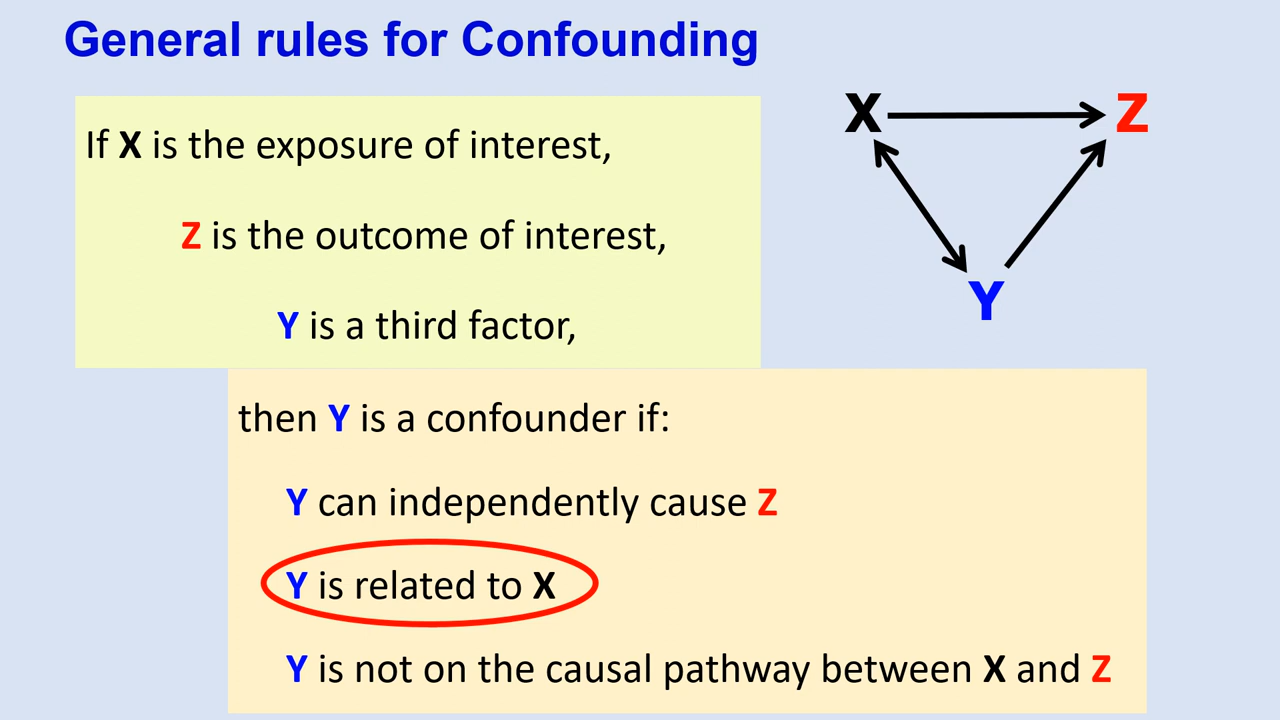 General rules for Confounding
If X is the exposure of interest,
Z is the outcome of interest,
Y is a third factor,
X
Z
Y
then Y is a confounder if:
Y can independently cause Z
Y is related to X
Y is not on the causal pathway between X and Z